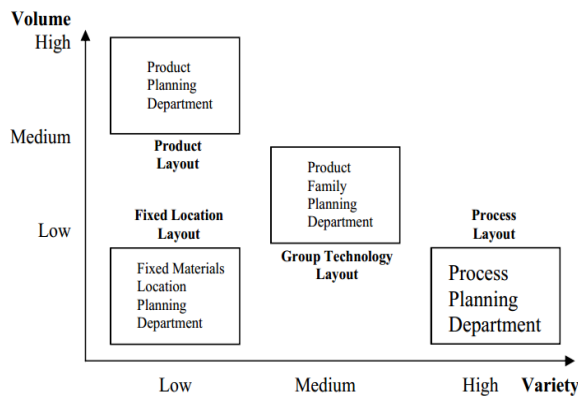 Volume
High
Product
Planning
Department
Medium
Product
Layout
Product
Family
Planning
Department
Fixed Location
Layout
Process
Layout
Low
Group Technology
Layout
Fixed Materials
Location
Planning
Department
Process
Planning
Department
Low
Medium
High
Variety